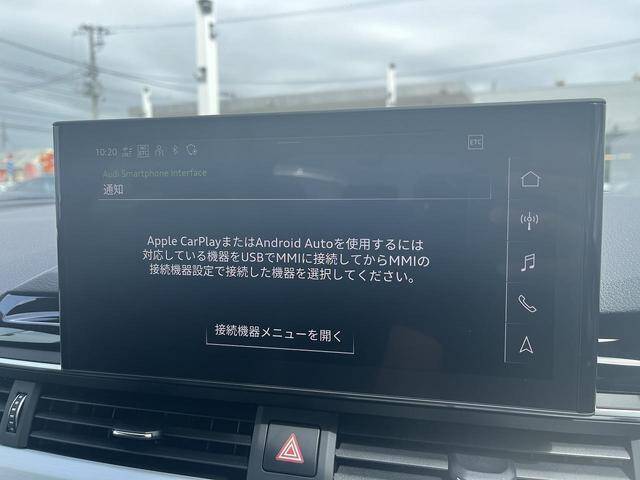 10:20
ETC
Audi Smartphone Interface
通知
Apple CarPlayまたはAndroid Autoを使用するには
対応している機器をUSBでMMIに接続してからMMIの
接続機器設定で接続した機器を選択してください。
接続機器メニューを開く